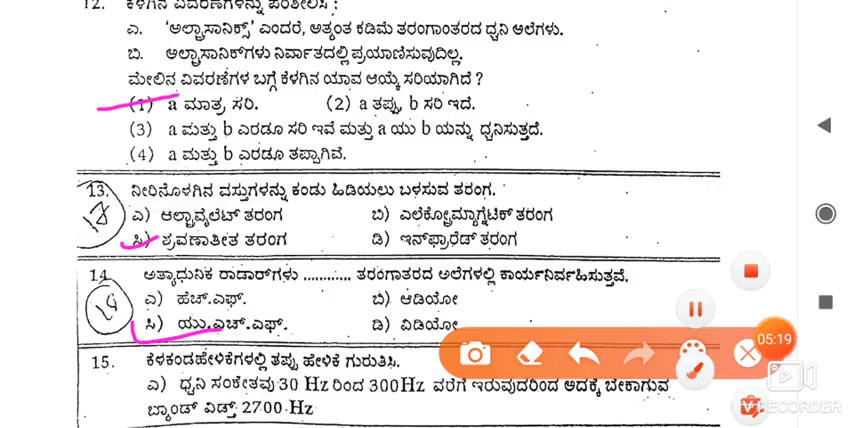 12. ಕೆಳಗಿನ ವಿವರಣೆಗಳನ್ನು ಪರಿಶೀಲಿಸಿ :
ಎ. 'ಅಲ್ಟ್ರಾಸಾನಿಕ್ಸ್' ಎಂದರೆ, ಅತ್ಯಂತ ಕಡಿಮೆ ತರಂಗಾಂತರದ ಧ್ವನಿ ಅಲೆಗಳು.
ಬಿ. ಅಲ್ಟ್ರಾಸಾನಿಕ್‌ಗಳು ನಿರ್ವಾತದಲ್ಲಿ ಪ್ರಯಾಣಿಸುವುದಿಲ್ಲ.
ಮೇಲಿನ ವಿವರಣೆಗಳ ಬಗ್ಗೆ ಕೆಳಗಿನ ಯಾವ ಆಯ್ಕೆ ಸರಿಯಾಗಿದೆ ?
(1) a ಮಾತ್ರ ಸರಿ. (2) a ತಪ್ಪು, b ಸರಿ ಇದೆ.
(3) a ಮತ್ತು b ಎರಡೂ ಸರಿ ಇವೆ ಮತ್ತು a ಯು b ಯನ್ನು ಧ್ವನಿಸುತ್ತದೆ.
(4) a ಮತ್ತು b ಎರಡೂ ತಪ್ಪಾಗಿವೆ.
13. ನೀರಿನೊಳಗಿನ ವಸ್ತುಗಳನ್ನು ಕಂಡು ಹಿಡಿಯಲು ಬಳಸುವ ತರಂಗ.
ಎ) ಆಲ್ಟ್ರಾವೈಲೆಟ್ ತರಂಗ ಬಿ) ಎಲೆಕ್ಟ್ರೋಮ್ಯಾಗ್ನೆಟಿಕ್ ತರಂಗ
ಸಿ) ಶ್ರವಣಾತೀತ ತರಂಗ ಡಿ) ಇನ್‌ಫ್ರಾರೆಡ್ ತರಂಗ
14. ಅತ್ಯಾಧುನಿಕ ರಾಡಾರ್‌ಗಳು ............ ತರಂಗಾತರದ ಅಲೆಗಳಲ್ಲಿ ಕಾರ್ಯನಿರ್ವಹಿಸುತ್ತವೆ.
ಎ) ಹೆಚ್.ಎಫ್. ಬಿ) ಆಡಿಯೋ
ಸಿ) ಯು.ಎಚ್.ಎಫ್. ಡಿ) ವಿಡಿಯೋ
05:19
15. ಕೆಳಕಂಡಹೇಳಿಕೆಗಳಲ್ಲಿ ತಪ್ಪು ಹೇಳಿಕೆ ಗುರುತಿಸಿ.
ಎ) ಧ್ವನಿ ಸಂಕೇತವು 30 Hz ರಿಂದ 300Hz ವರೆಗೆ ಇರುವುದರಿಂದ ಅದಕ್ಕೆ ಬೇಕಾಗುವ
ಬ್ಯಾಂಡ್ ವಿಡ್ತ್ 2700 Hz
RECORDER